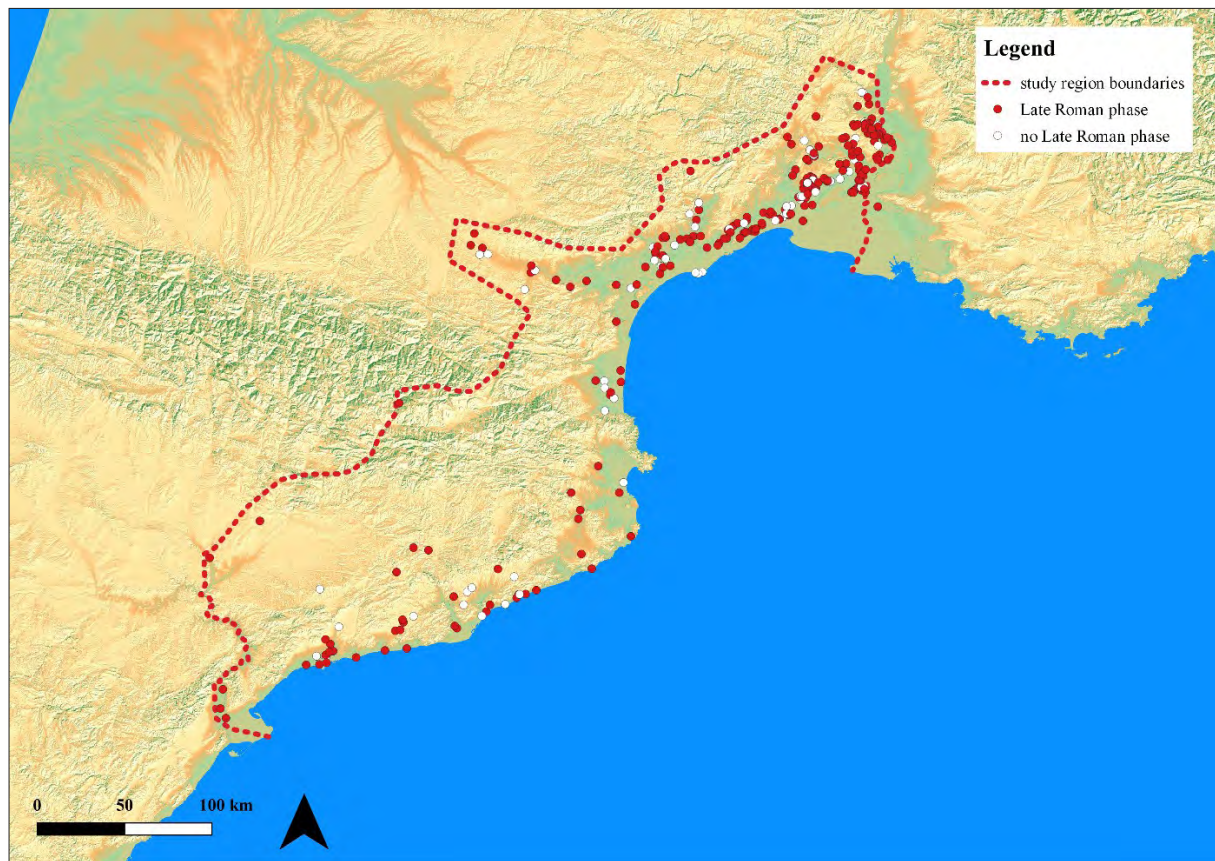 Legend
study region boundaries
Late Roman phase
no Late Roman phase
0 50 100 km